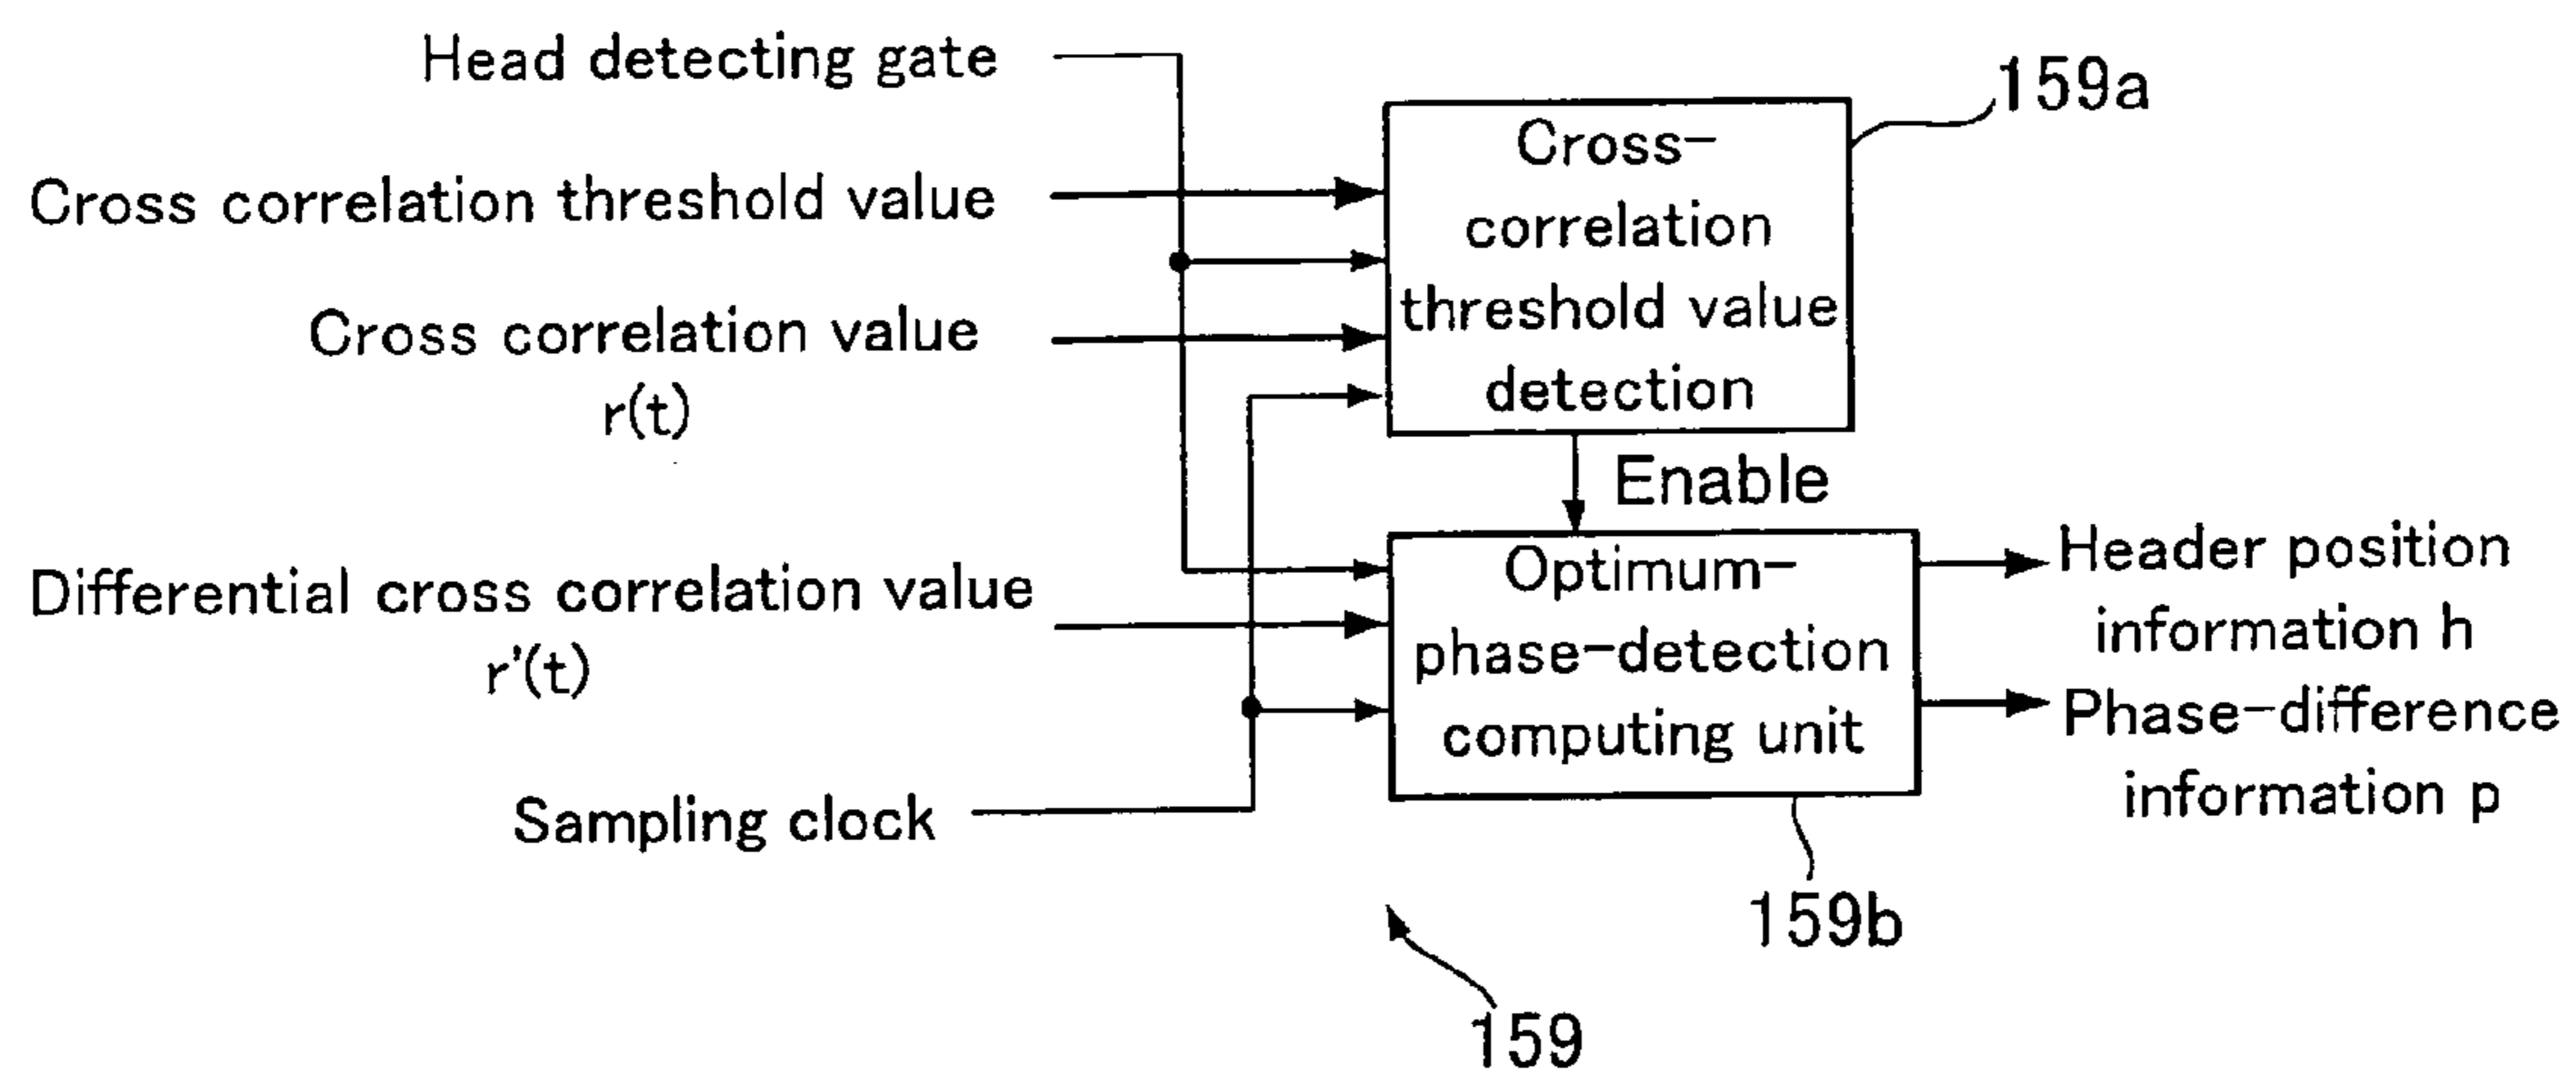 Head detecting gate
Cross correlation threshold value
Cross correlation value
r(t)
Differential cross correlation value
r'(t)
Sampling clock
159a
Cross-
correlation
threshold value
detection
Enable
Optimum-
phase-detection
computing unit
Header position
information h
Phase-difference
information p
159b
159